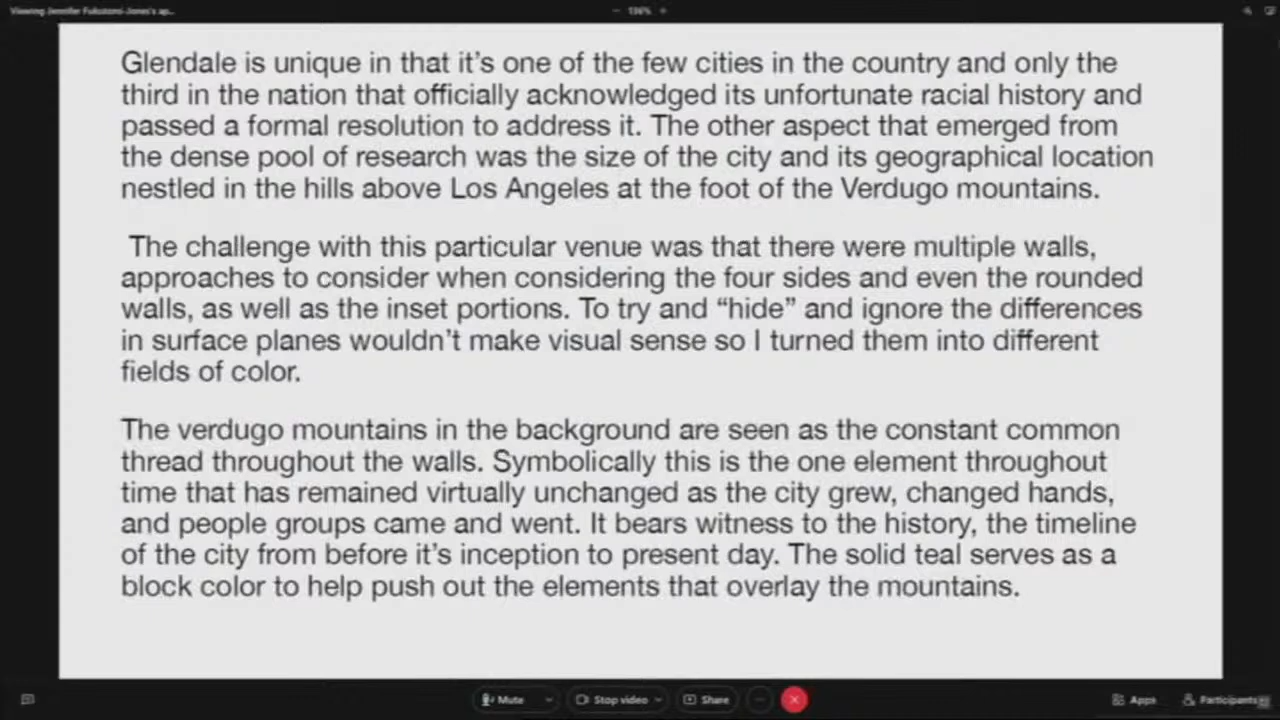 Viewing Jennifer Fukutomi-Jones's ap...
136%
Glendale is unique in that it's one of the few cities in the country and only the
third in the nation that officially acknowledged its unfortunate racial history and
passed a formal resolution to address it. The other aspect that emerged from
the dense pool of research was the size of the city and its geographical location
nestled in the hills above Los Angeles at the foot of the Verdugo mountains.
The challenge with this particular venue was that there were multiple walls,
approaches to consider when considering the four sides and even the rounded
walls, as well as the inset portions. To try and “hide” and ignore the differences
in surface planes wouldn't make visual sense so I turned them into different
fields of color.
The verdugo mountains in the background are seen as the constant common
thread throughout the walls. Symbolically this is the one element throughout
time that has remained virtually unchanged as the city grew, changed hands,
and people groups came and went. It bears witness to the history, the timeline
of the city from before it's inception to present day. The solid teal serves as a
block color to help push out the elements that overlay the mountains.
Mute
Stop video
Share
Apps
Participants